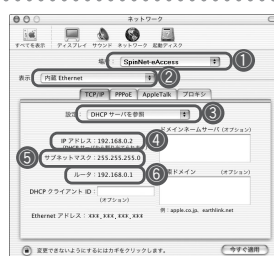 ネットワーク
すべてを表示 ディスプレイ サウンド ネットワーク 起動ディスク
場 SpinNet-eAccess ①
表示 内蔵 Ethernet ②
TCP/IP PPPoE AppleTalk プロキシ
設定 DHCP サーバを参照 ③
IP アドレス：192.168.0.2 ④
ドメインネームサーバ (オプション)
⑤ サブネットマスク：255.255.255.0
ルータ：192.168.0.1 ⑥
ドメイン (オプション)
DHCP クライアント ID：
(オプション)
例：apple.co.jp, earthlink.net
Ethernet アドレス：xxx.xxx.xxx.xxx
変更できないようにするにはカギをクリックします。
今すぐ適用